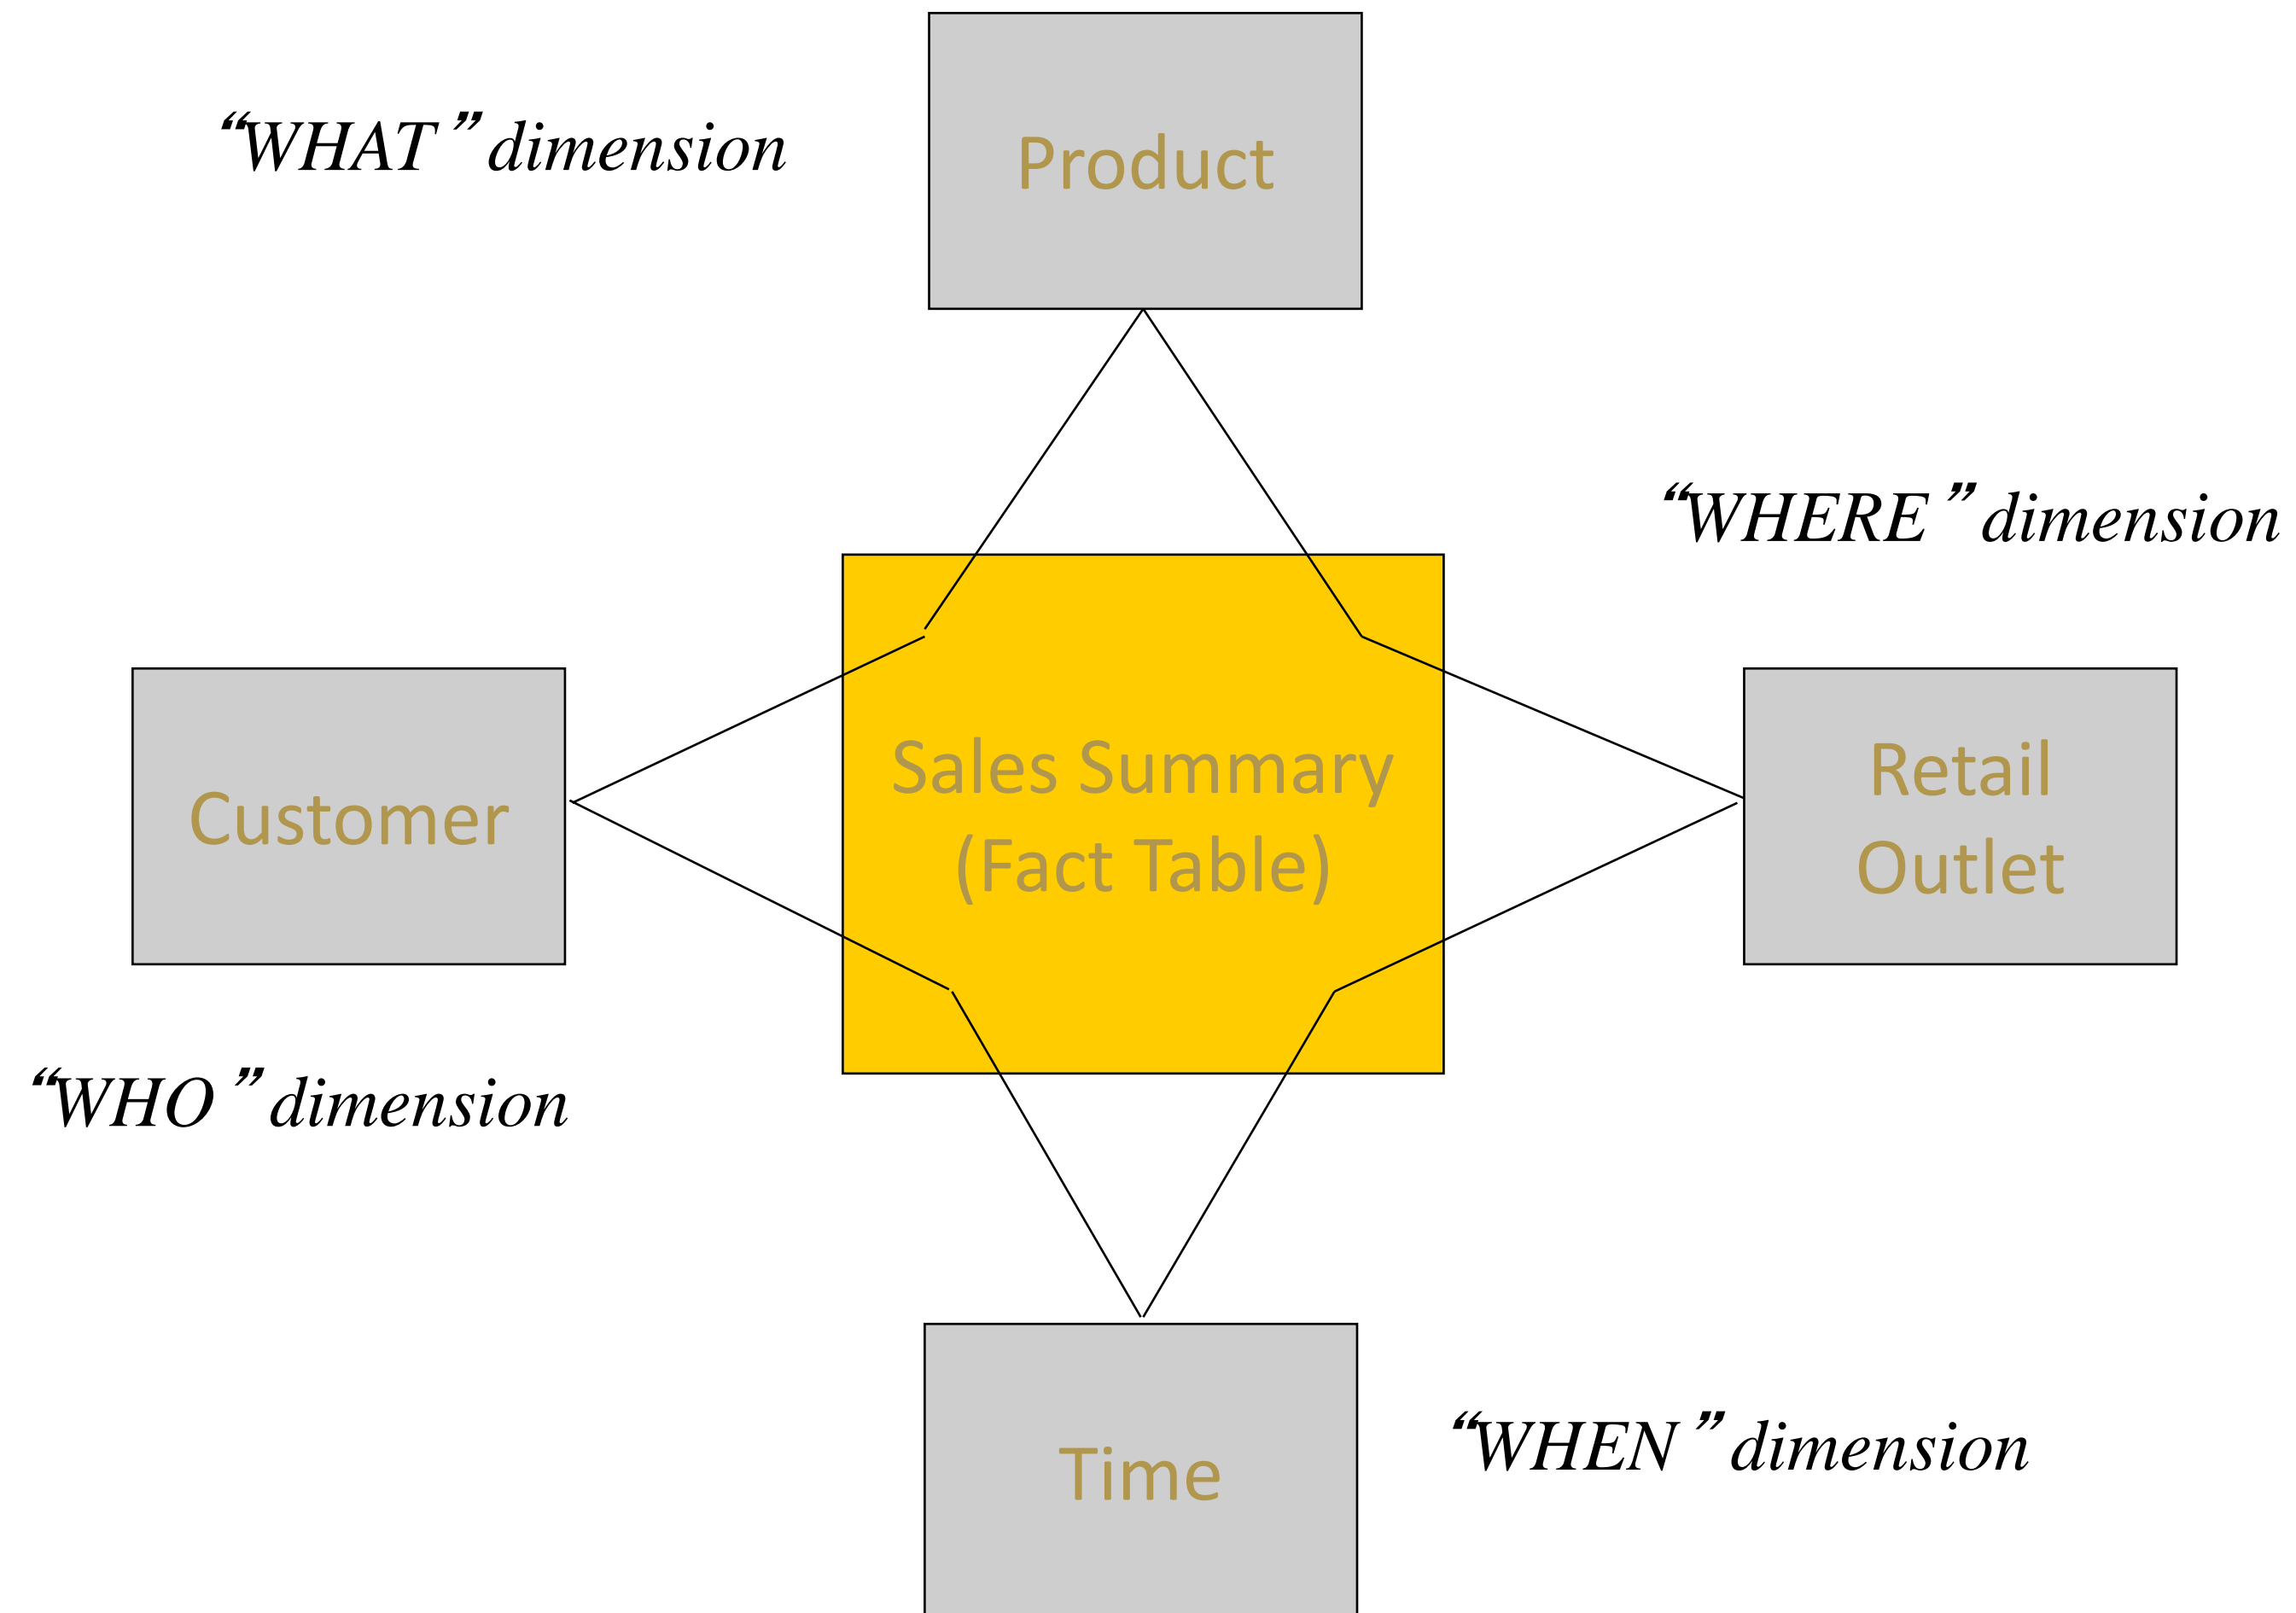 “WHAT” dimension
Product
“WHERE” dimension
Customer
Sales Summary
(Fact Table)
Retail
Outlet
“WHO” dimension
Time
“WHEN” dimension